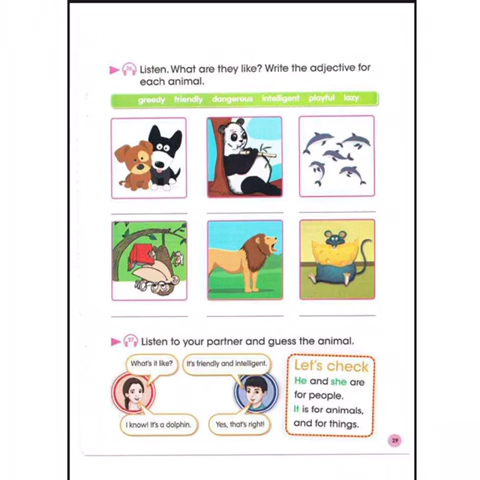 Listen. What are they like? Write the adjective for
each animal.
greedy friendly dangerous intelligent playful lazy
Listen to your partner and guess the animal.
What's it like?
It's friendly and intelligent.
I know! It's a dolphin.
Yes, that's right!
Let's check
He and she are
for people.
It is for animals,
and for things.
29